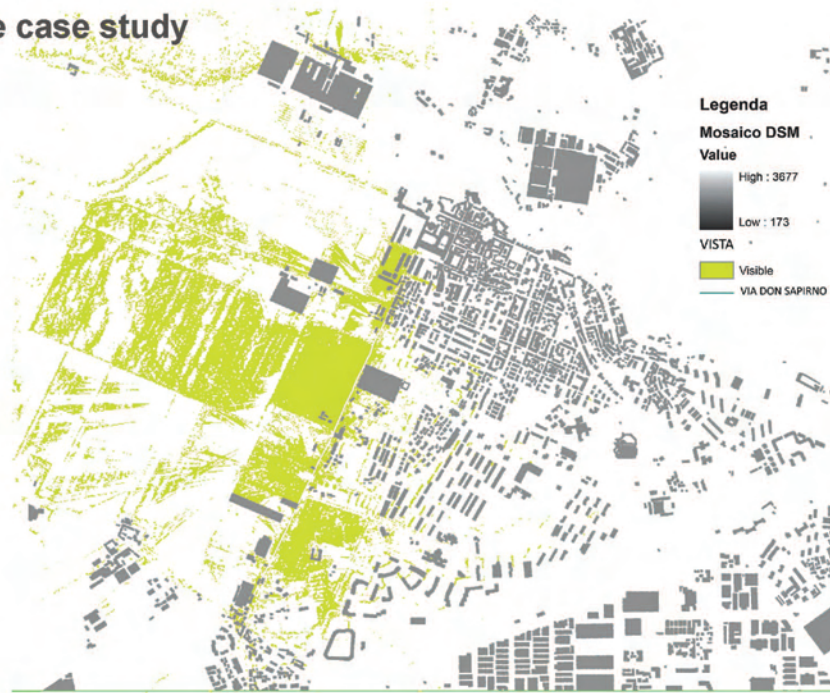 e case study
Legenda
Mosaico DSM
Value
High : 3677
Low : 173
VISTA
Visible
VIA DON SAPIRNO